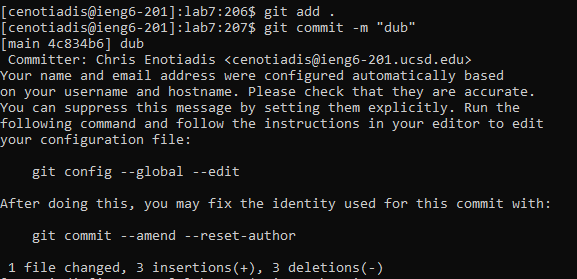 [cenotiadis@ieng6-201]:lab7:206$ git add .
[cenotiadis@ieng6-201]:lab7:207$ git commit -m "dub"
[main 4c834b6] dub
 Committer: Chris Enotiadis <cenotiadis@ieng6-201.ucsd.edu>
Your name and email address were configured automatically based
on your username and hostname. Please check that they are accurate.
You can suppress this message by setting them explicitly. Run the
following command and follow the instructions in your editor to edit
your configuration file:

    git config --global --edit

After doing this, you may fix the identity used for this commit with:

    git commit --amend --reset-author

 1 file changed, 3 insertions(+), 3 deletions(-)